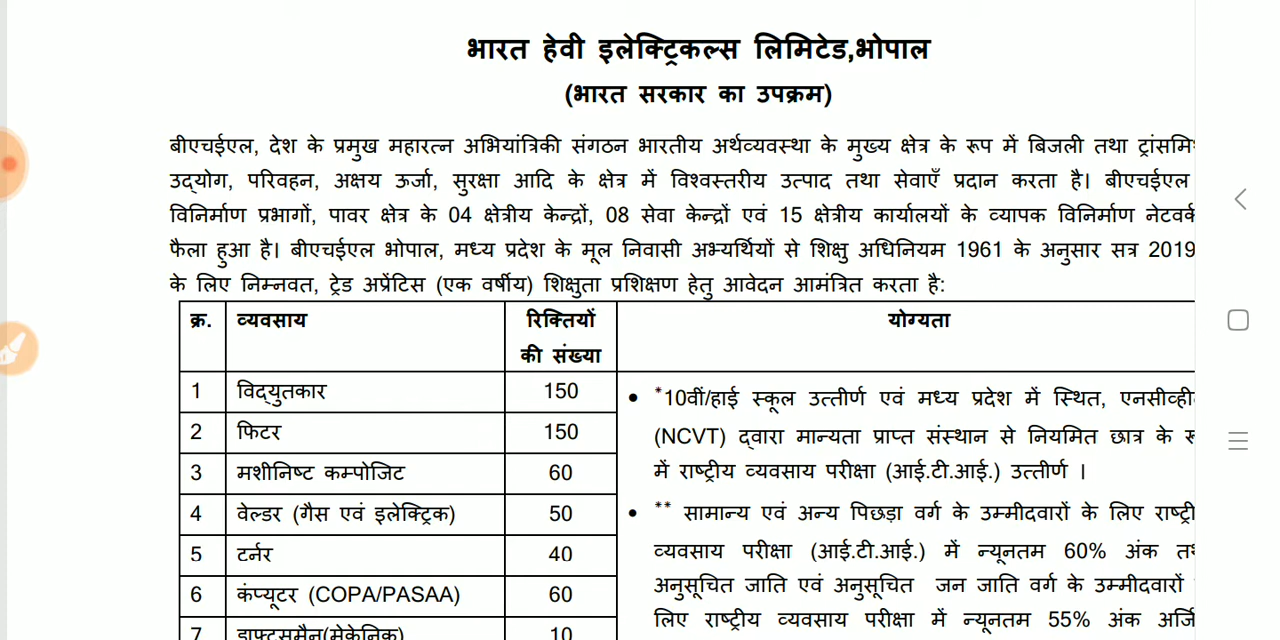 भारत हेवी इलेक्ट्रिकल्स लिमिटेड,भोपाल
(भारत सरकार का उपक्रम)
बीएचईएल, देश के प्रमुख महारत्न अभियांत्रिकी संगठन भारतीय अर्थव्यवस्था के मुख्य क्षेत्र के रूप में बिजली तथा
उद्योग, परिवहन, अक्षय ऊर्जा, सुरक्षा आदि के क्षेत्र में विश्वस्तरीय उत्पाद तथा सेवाएँ प्रदान करता है। बीएचईएल
विनिर्माण प्रभागों, पावर क्षेत्र के 04 क्षेत्रीय केन्द्रों, 08 सेवा केन्द्रों एवं 15 क्षेत्रीय कार्यालयों के व्यापक विनिर्माण नेटवर्क
फैला हुआ है। बीएचईएल भोपाल, मध्य प्रदेश के मूल निवासी अभ्यर्थियों से शिक्षु अधिनियम 1961 के अनुसार सत्र 2019
के लिए निम्नवत, ट्रेड अप्रेंटिस (एक वर्षीय) शिक्षुता प्रशिक्षण हेतु आवेदन आमंत्रित करता है:
क्र. व्यवसाय रिक्तियों की संख्या योग्यता
1 विद्युतकार 150
2 फिटर 150
3 मशीनिष्ट कम्पोजिट 60
4 वेल्डर (गैस एवं इलेक्ट्रिक) 50
5 टर्नर 40
6 कंप्यूटर (COPA/PASAA) 60
7 ड्राफ्टसमैन(मेकेनिक) 10
• *10वीं/हाई स्कूल उत्तीर्ण एवं मध्य प्रदेश में स्थित,
(NCVT) द्वारा मान्यता प्राप्त संस्थान से नियमित छात्र के
में राष्ट्रीय व्यवसाय परीक्षा (आई.टी.आई.) उत्तीर्ण ।
• ** सामान्य एवं अन्य पिछड़ा वर्ग के उम्मीदवारों के लिए
व्यवसाय परीक्षा (आई.टी.आई.) में न्यूनतम 60% अंक
अनुसूचित जाति एवं अनुसूचित जन जाति वर्ग के उम्मीदवारों
लिए राष्ट्रीय व्यवसाय परीक्षा में न्यूनतम 55% अंक